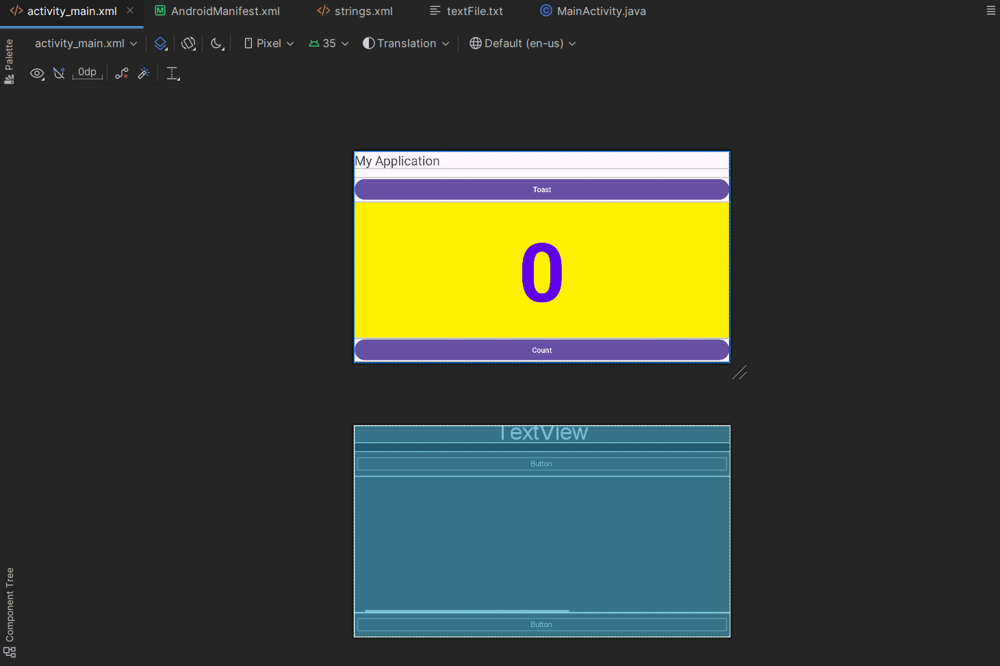 activity_main.xml
AndroidManifest.xml
strings.xml
textFile.txt
MainActivity.java
activity_main.xml
Pixel
35
Translation
Default (en-us)
Palette
0dp
My Application
Toast
0
Count
TextView
Button
Button
Component Tree